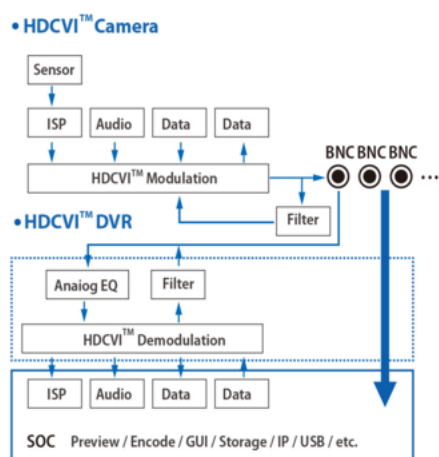 • HDCVI™ Camera
Sensor
ISP Audio Data Data
BNC BNC BNC
HDCVI™ Modulation
...
Filter
• HDCVI™ DVR
Anaiog EQ Filter
HDCVI™ Demodulation
ISP Audio Data Data
SOC Preview / Encode / GUI / Storage / IP / USB / etc.